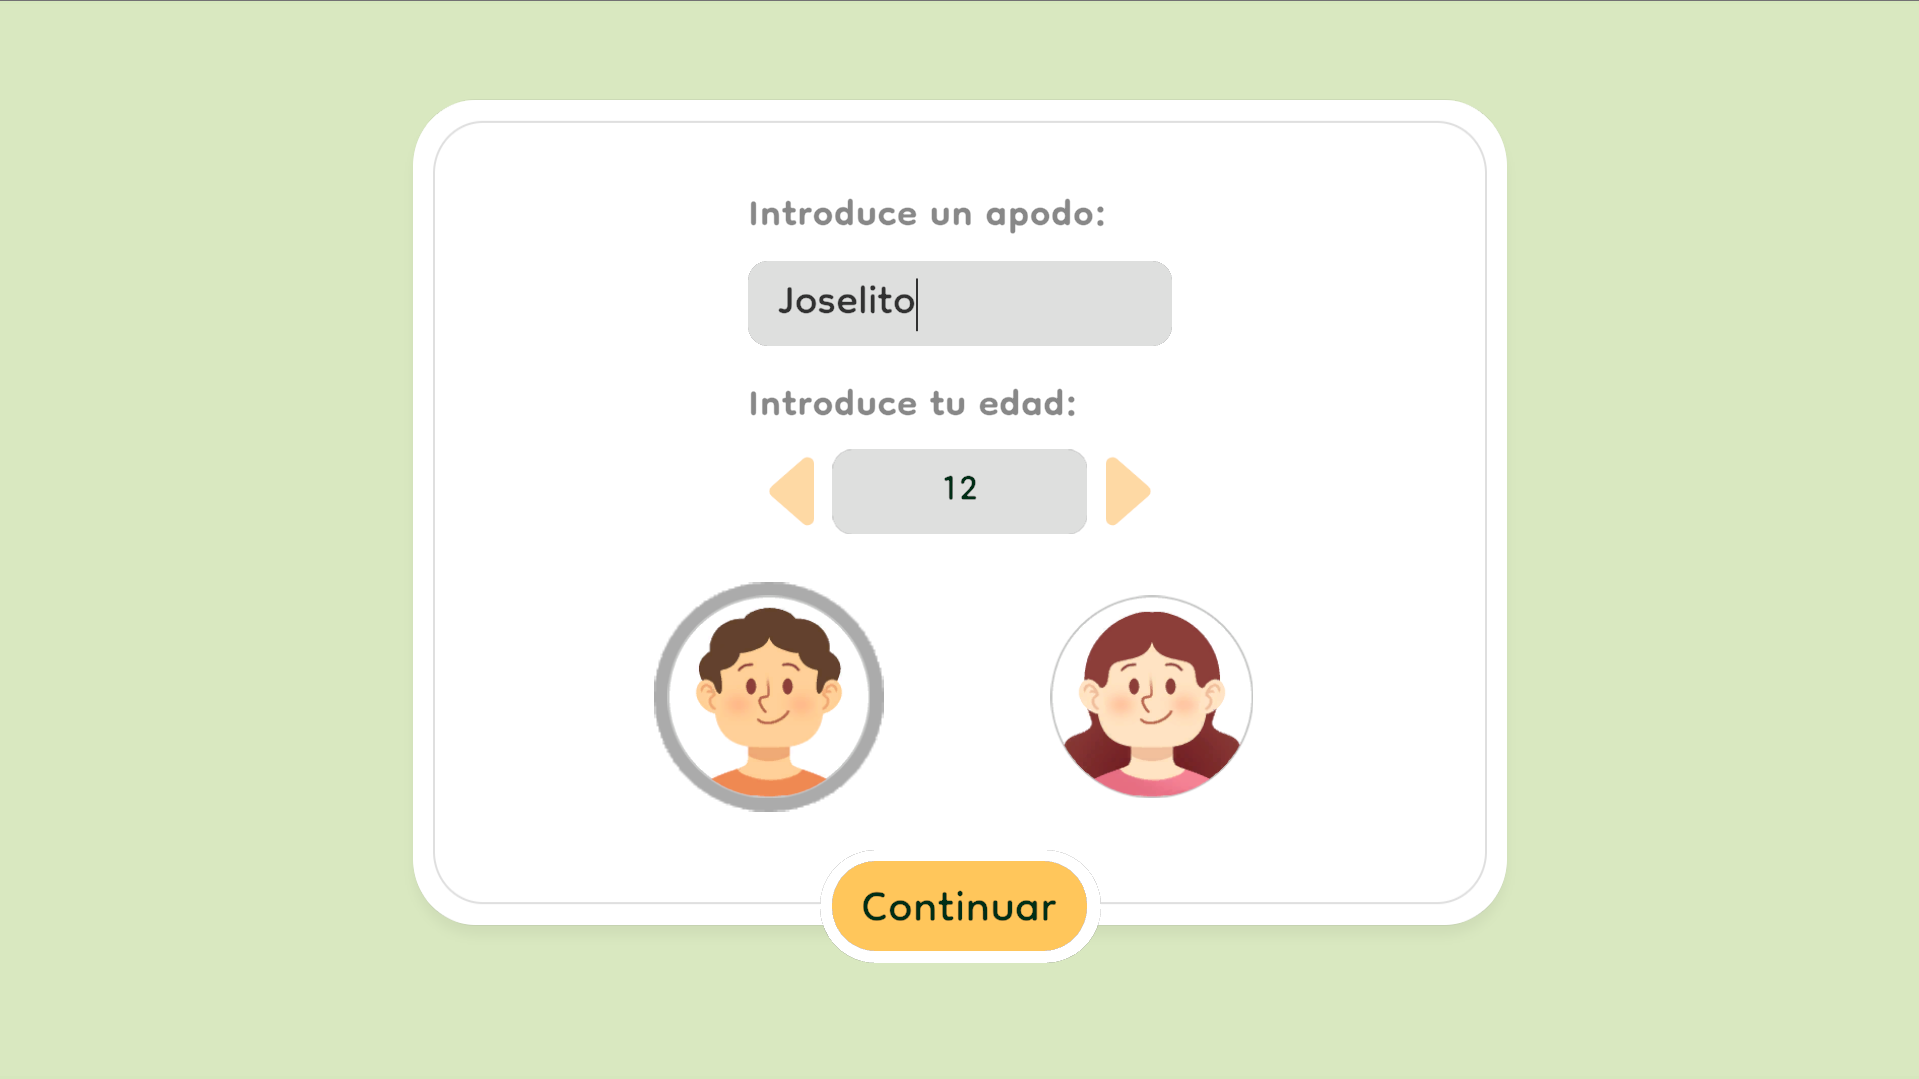 Introduce un apodo:
Joselito
Introduce tu edad:
12
Continuar